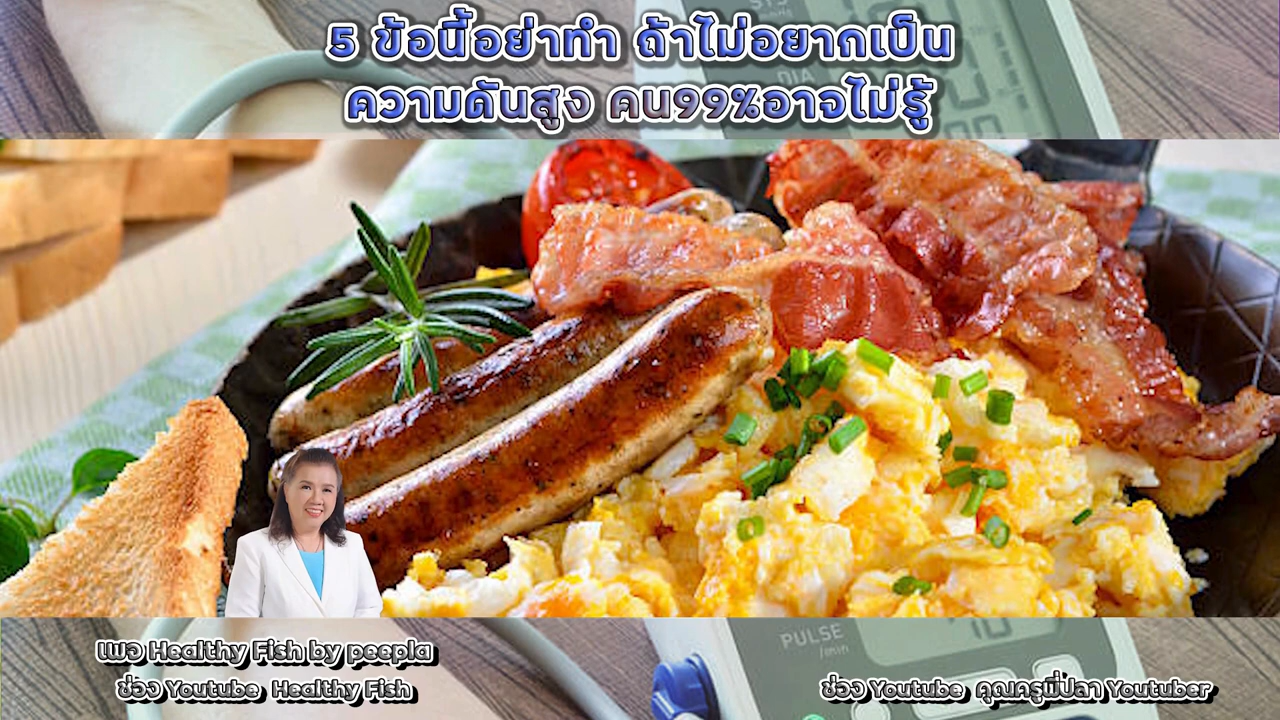 5 ข้อนี้อย่าทำ ถ้าไม่อยากเป็น
ความดันสูง คน99%อาจไม่รู้
SYS
DIA
PULSE
/min
เพจ Healthy Fish by peepla
ช่อง Youtube Healthy Fish
ช่อง Youtube คุณครูพี่ปลา Youtuber